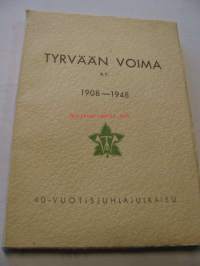 TYRVÄÄN VOIMA
R.Y.
1908—1948
40-VUOTISJUHLAJULKAISU